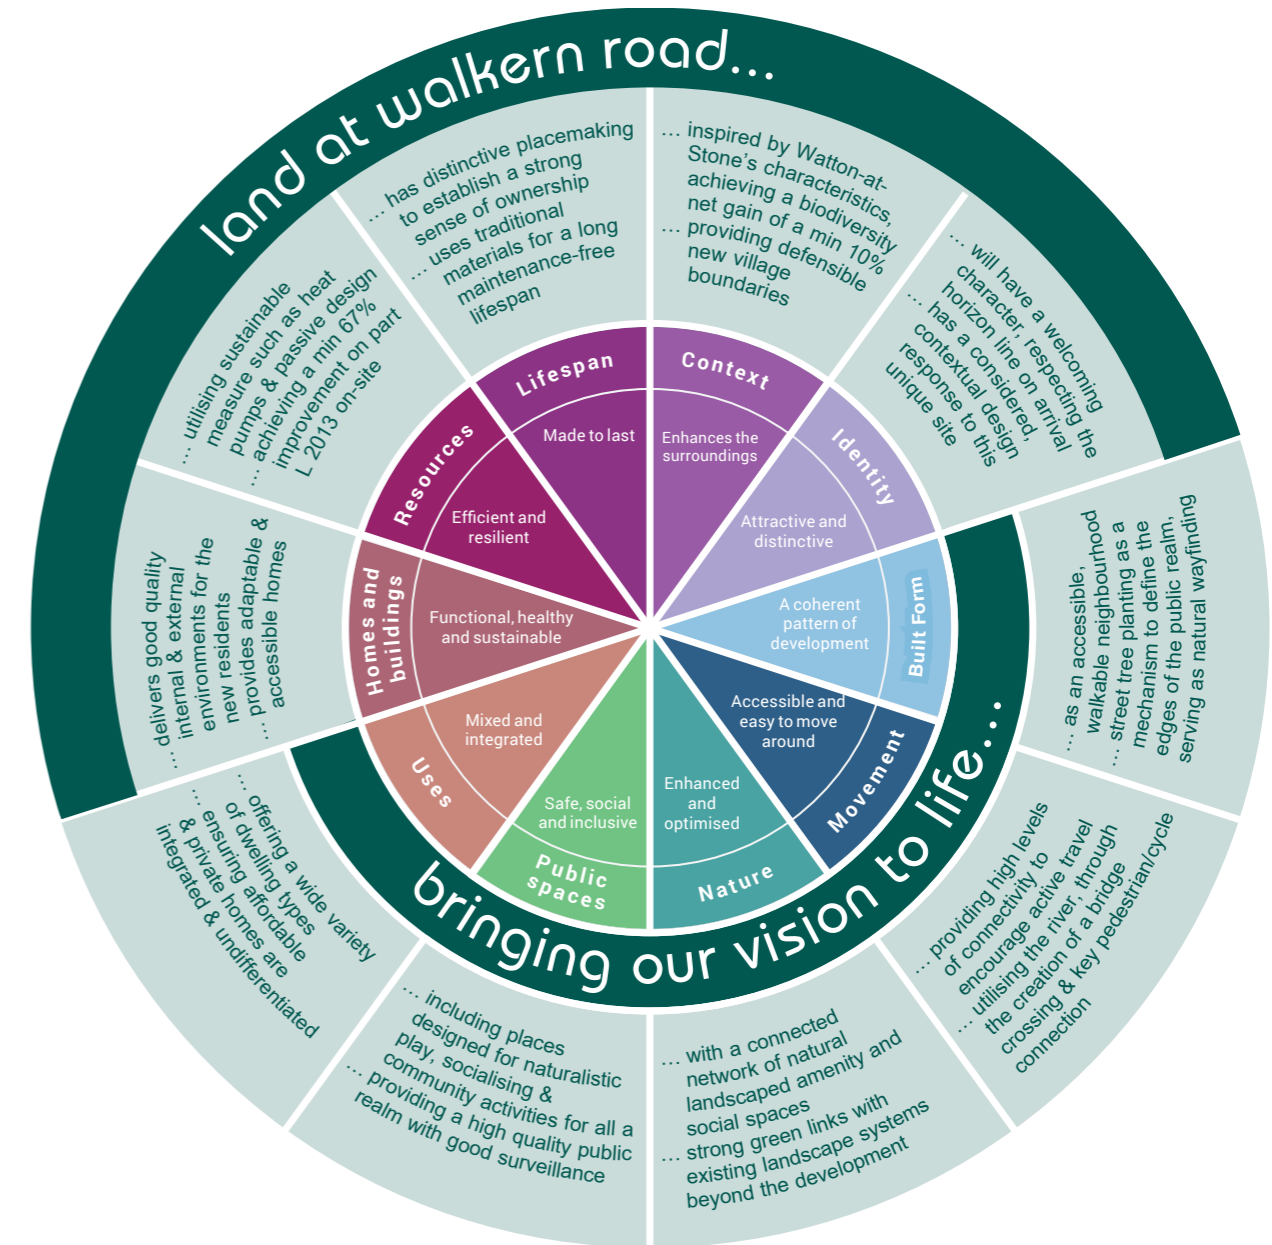 land at walkern road...
... has distinctive placemaking
to establish a strong
sense of ownership
... uses traditional
materials for a long
maintenance-free
lifespan
... inspired by Watton-at-
Stone's characteristics,
achieving a biodiversity
net gain of a min 10%
... providing defensible
new village
boundaries
... will have a welcoming
character, respecting the
horizon line on arrival
... has a considered,
contextual design
response to this
unique site
... as an accessible,
walkable neighbourhood
... street tree planting as a
mechanism to define the
edges of the public realm,
serving as natural wayfinding
... providing high levels
of connectivity to
encourage active travel
... utilising the river, through
the creation of a bridge
crossing & key pedestrian/cycle
connection
... with a connected
network of natural
landscaped amenity and
social spaces
... strong green links with
existing landscape systems
beyond the development
... including places
designed for naturalistic
play, socialising &
community activities for all a
... providing a high quality public
realm with good surveillance
... offering a wide variety
of dwelling types
... ensuring affordable
& private homes are
integrated & undifferentiated
... delivers good quality
internal & external
environments for the
new residents
... provides adaptable &
accessible homes
... utilising sustainable
measure such as heat
pumps & passive design
... achieving a min 67%
improvement on part
L 2013 on-site
Lifespan
Made to last
Context
Enhances the
surroundings
Identity
Attractive and
distinctive
Built Form
A coherent
pattern of
development
Movement
Accessible and
easy to move
around
Nature
Enhanced
and
optimised
Public
spaces
Safe, social
and inclusive
Uses
Mixed and
integrated
Homes and
buildings
Functional, healthy
and sustainable
Resources
Efficient and
resilient
bringing our vision to life...